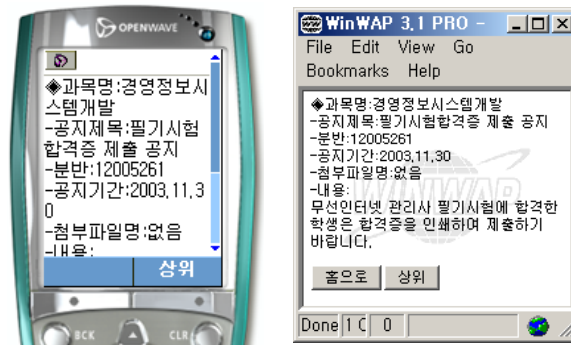 OPENWAVE
◈과목명:경영정보시
스템개발
-공지제목:필기시험
합격증 제출 공지
-분반:12005261
-공지기간:2003,11,3
0
-첨부파일명:없음
-내용:
상위
BCK
CLR
WinWAP 3.1 PRO -
File Edit View Go
Bookmarks Help
◈과목명:경영정보시스템개발
-공지제목:필기시험합격증 제출 공지
-분반:12005261
-공지기간:2003,11,30
-첨부파일명:없음
-내용:
무선인터넷 관리사 필기시험에 합격한
학생은 합격증을 인쇄하여 제출하기
바랍니다.
WINWAP
홈으로 상위
Done 1 C 0